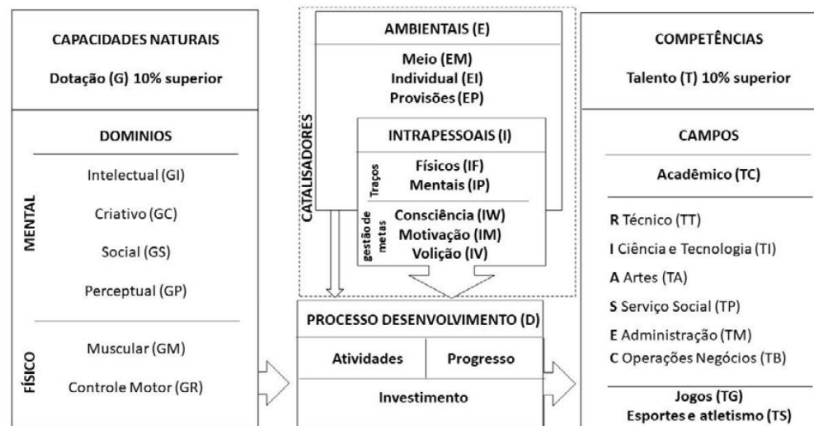 CAPACIDADES NATURAIS
Dotação (G) 10% superior
DOMINIOS
MENTAL
Intelectual (GI)
Criativo (GC)
Social (GS)
Perceptual (GP)
FÍSICO
Muscular (GM)
Controle Motor (GR)
CATALISADORES
AMBIENTAIS (E)
Meio (EM)
Individual (EI)
Provisões (EP)
INTRAPESSOAIS (I)
Traços
Físicos (IF)
Mentais (IP)
gestão de
metas
Consciência (IW)
Motivação (IM)
Volição (IV)
PROCESSO DESENVOLVIMENTO (D)
Atividades
Progresso
Investimento
COMPETÊNCIAS
Talento (T) 10% superior
CAMPOS
Acadêmico (TC)
R Técnico (TT)
I Ciência e Tecnologia (TI)
A Artes (TA)
S Serviço Social (TP)
E Administração (TM)
C Operações Negócios (TB)
Jogos (TG)
Esportes e atletismo (TS)